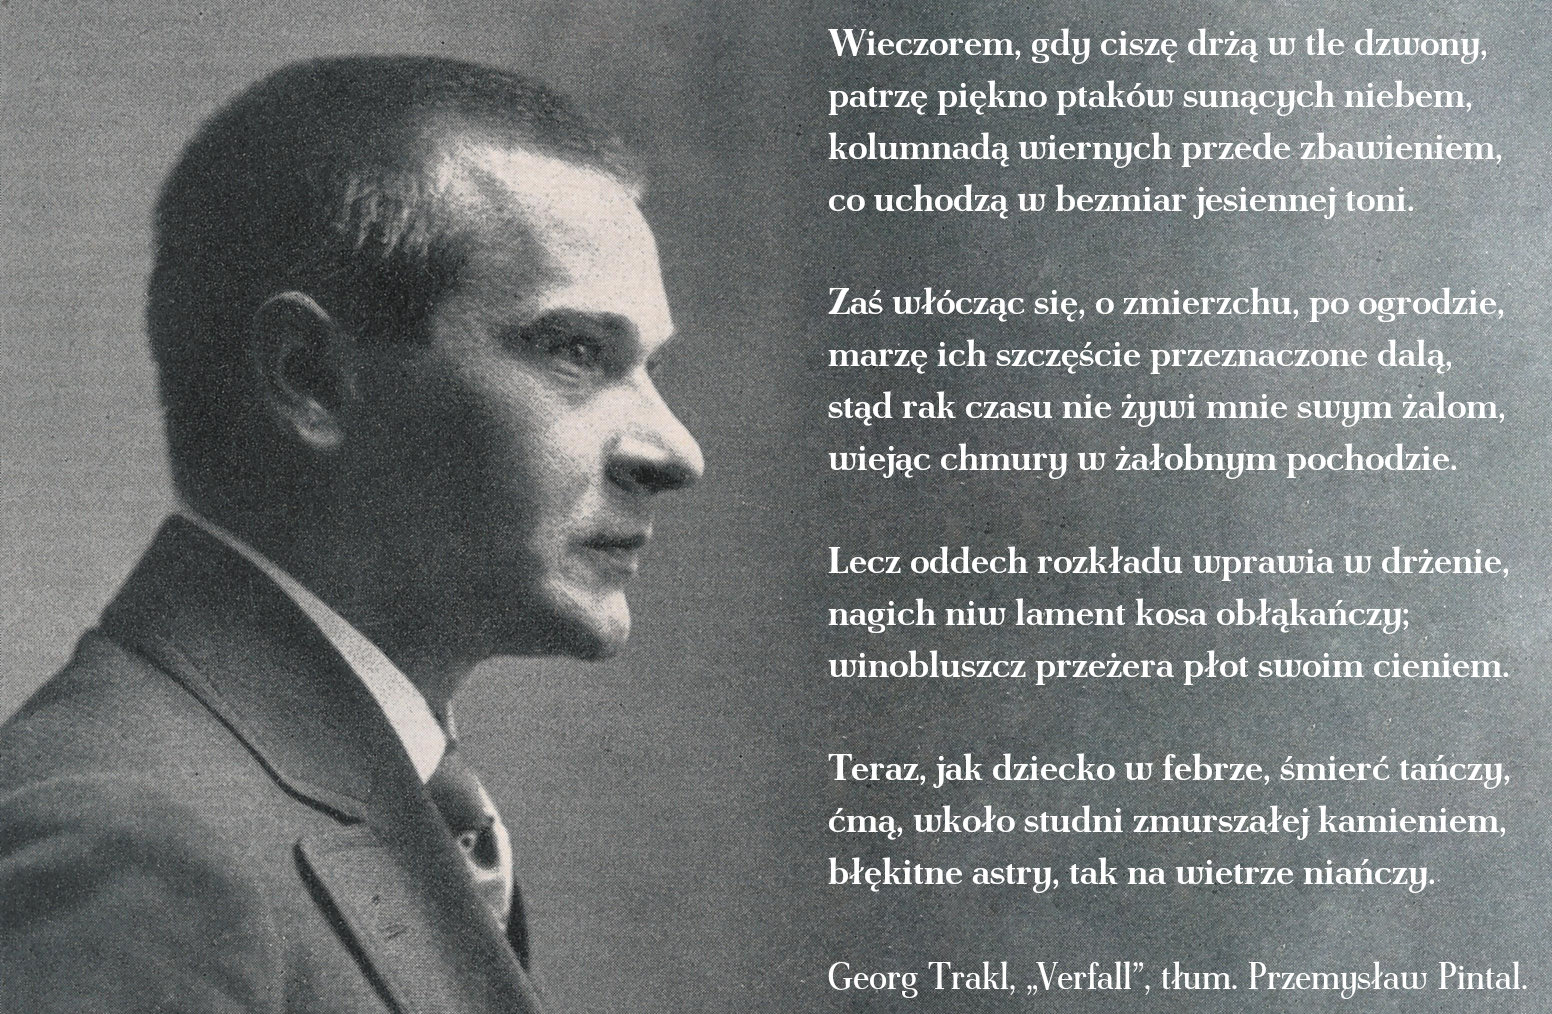 Wieczorem, gdy ciszę drżą w tle dzwony,
patrzę piękno ptaków sunących niebem,
kolumnadą wiernych przede zbawieniem,
co uchodzą w bezmiar jesiennej toni.
Zaś włócząc się, o zmierzchu, po ogrodzie,
marzę ich szczęście przeznaczone dalą,
stąd rak czasu nie żywi mnie swym żalom,
wiejąc chmury w żałobnym pochodzie.
Lecz oddech rozkładu wprawia w drżenie,
nagich niw lament kosa obłąkańczy;
winobluszcz przeżera płot swoim cieniem.
Teraz, jak dziecko w febrze, śmierć tańczy,
ćmą, wkoło studni zmurszałej kamieniem,
błękitne astry, tak na wietrze niańczy.
Georg Trakl, „Verfall”, tłum. Przemysław Pintal.